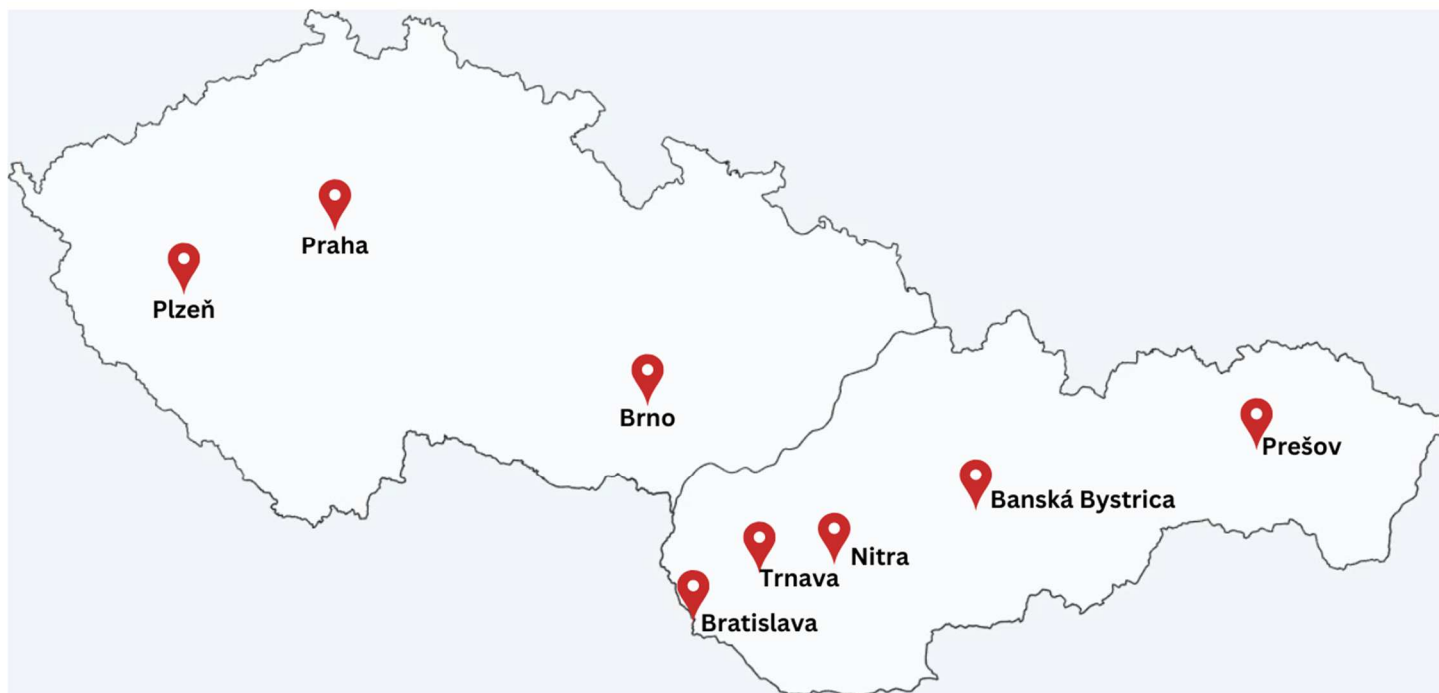 Praha
Plzeň
Brno
Prešov
Banská Bystrica
Nitra
Trnava
Bratislava